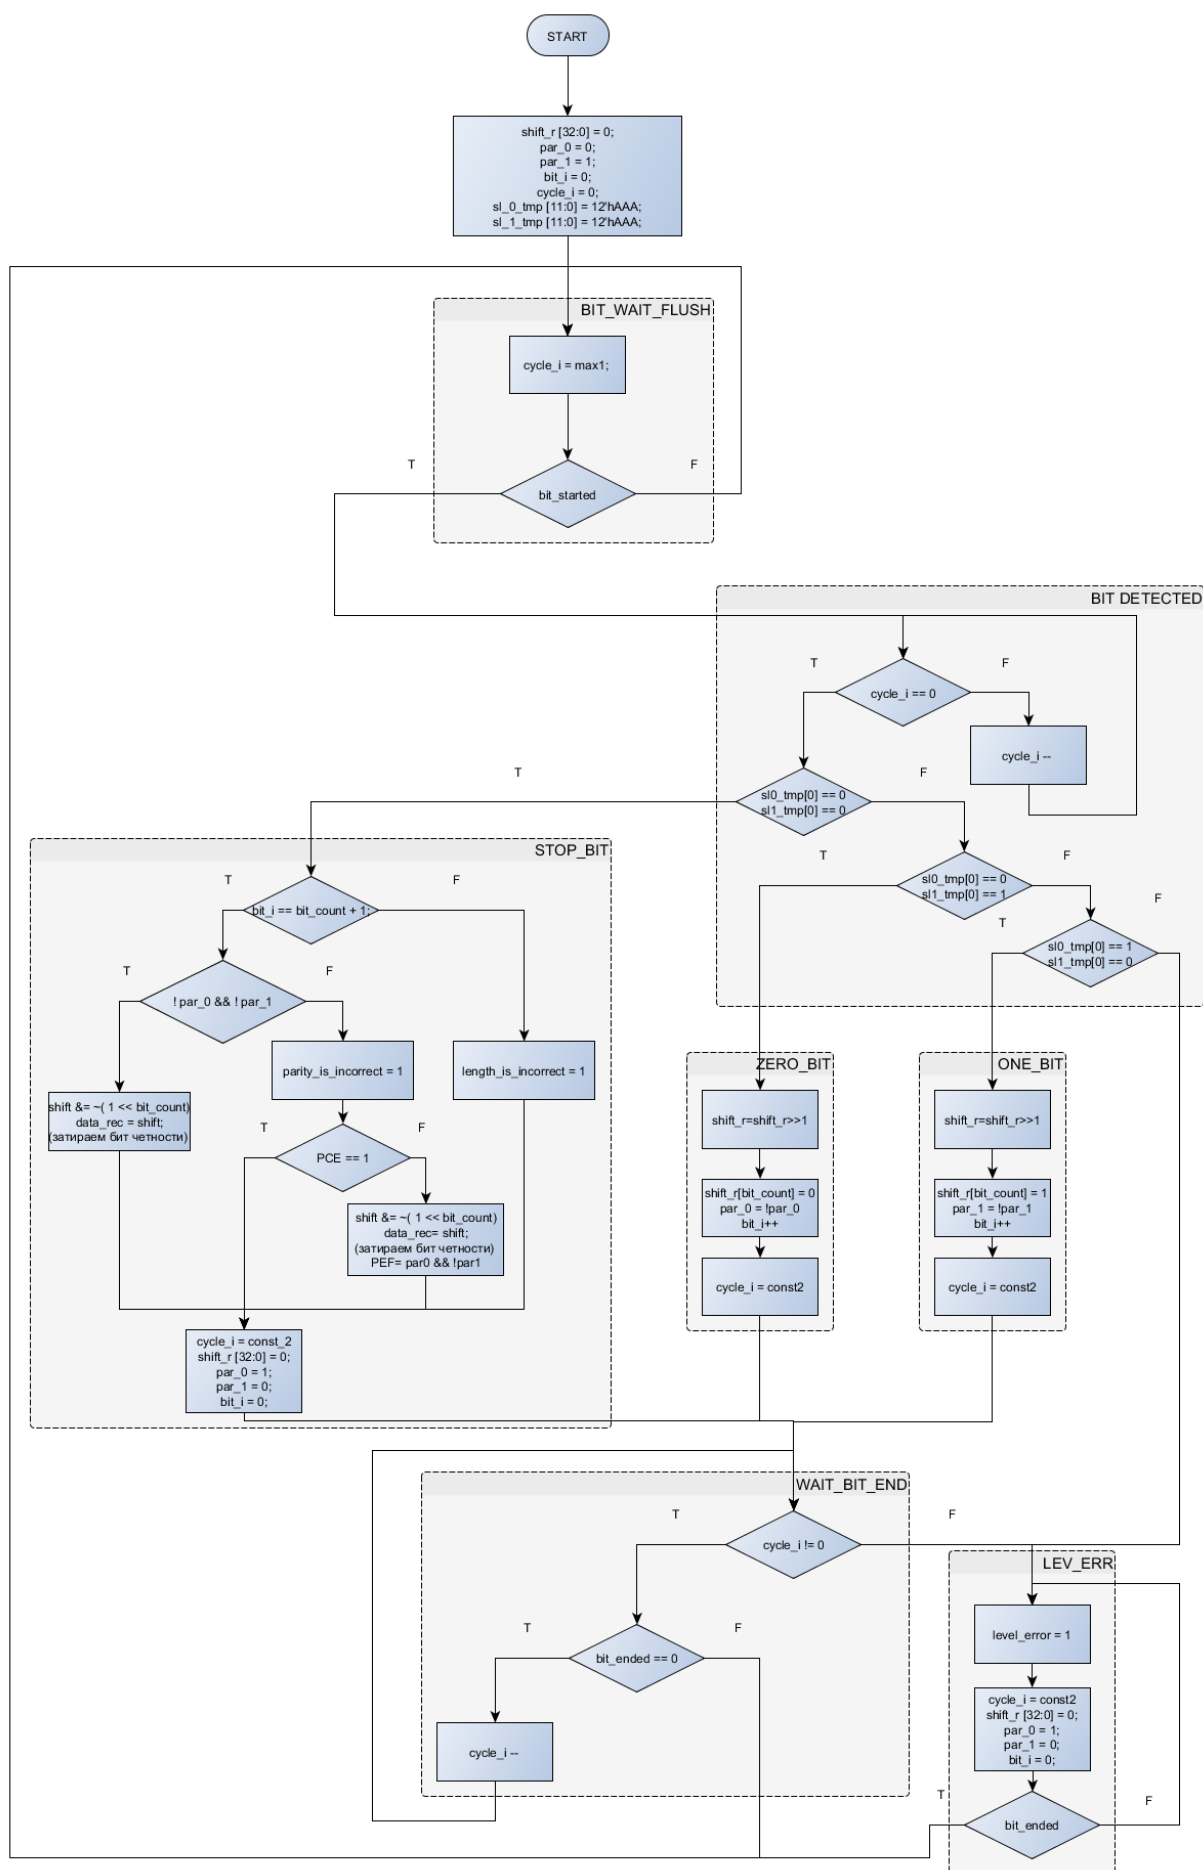 START
shift_r [32:0] = 0;
par_0 = 0;
par_1 = 1;
bit_i = 0;
cycle_i = 0;
sl_0_tmp [11:0] = 12'hAAA;
sl_1_tmp [11:0] = 12'hAAA;
BIT_WAIT_FLUSH
cycle_i = max1;
T
F
bit_started
BIT DETECTED
T
F
cycle_i == 0
cycle_i --
T
F
sl0_tmp[0] == 0
sl1_tmp[0] == 0
T
F
sl0_tmp[0] == 0
sl1_tmp[0] == 1
F
T
sl0_tmp[0] == 1
sl1_tmp[0] == 0
STOP_BIT
T
F
bit_i == bit_count + 1;
T
F
! par_0 && ! par_1
parity_is_incorrect = 1
length_is_incorrect = 1
shift &= ~( 1 << bit_count)
data_rec = shift;
(затираем бит четности)
T
F
PCE == 1
shift &= ~( 1 << bit_count)
data_rec= shift;
(затираем бит четности)
PEF= par0 && !par1
cycle_i = const_2
shift_r [32:0] = 0;
par_0 = 1;
par_1 = 0;
bit_i = 0;
ZERO_BIT
shift_r=shift_r>>1
shift_r[bit_count] = 0
par_0 = !par_0
bit_i++
cycle_i = const2
ONE_BIT
shift_r=shift_r>>1
shift_r[bit_count] = 1
par_1 = !par_1
bit_i++
cycle_i = const2
WAIT_BIT_END
T
F
cycle_i != 0
T
F
bit_ended == 0
cycle_i --
LEV_ERR
level_error = 1
cycle_i = const2
shift_r [32:0] = 0;
par_0 = 1;
par_1 = 0;
bit_i = 0;
T
F
bit_ended